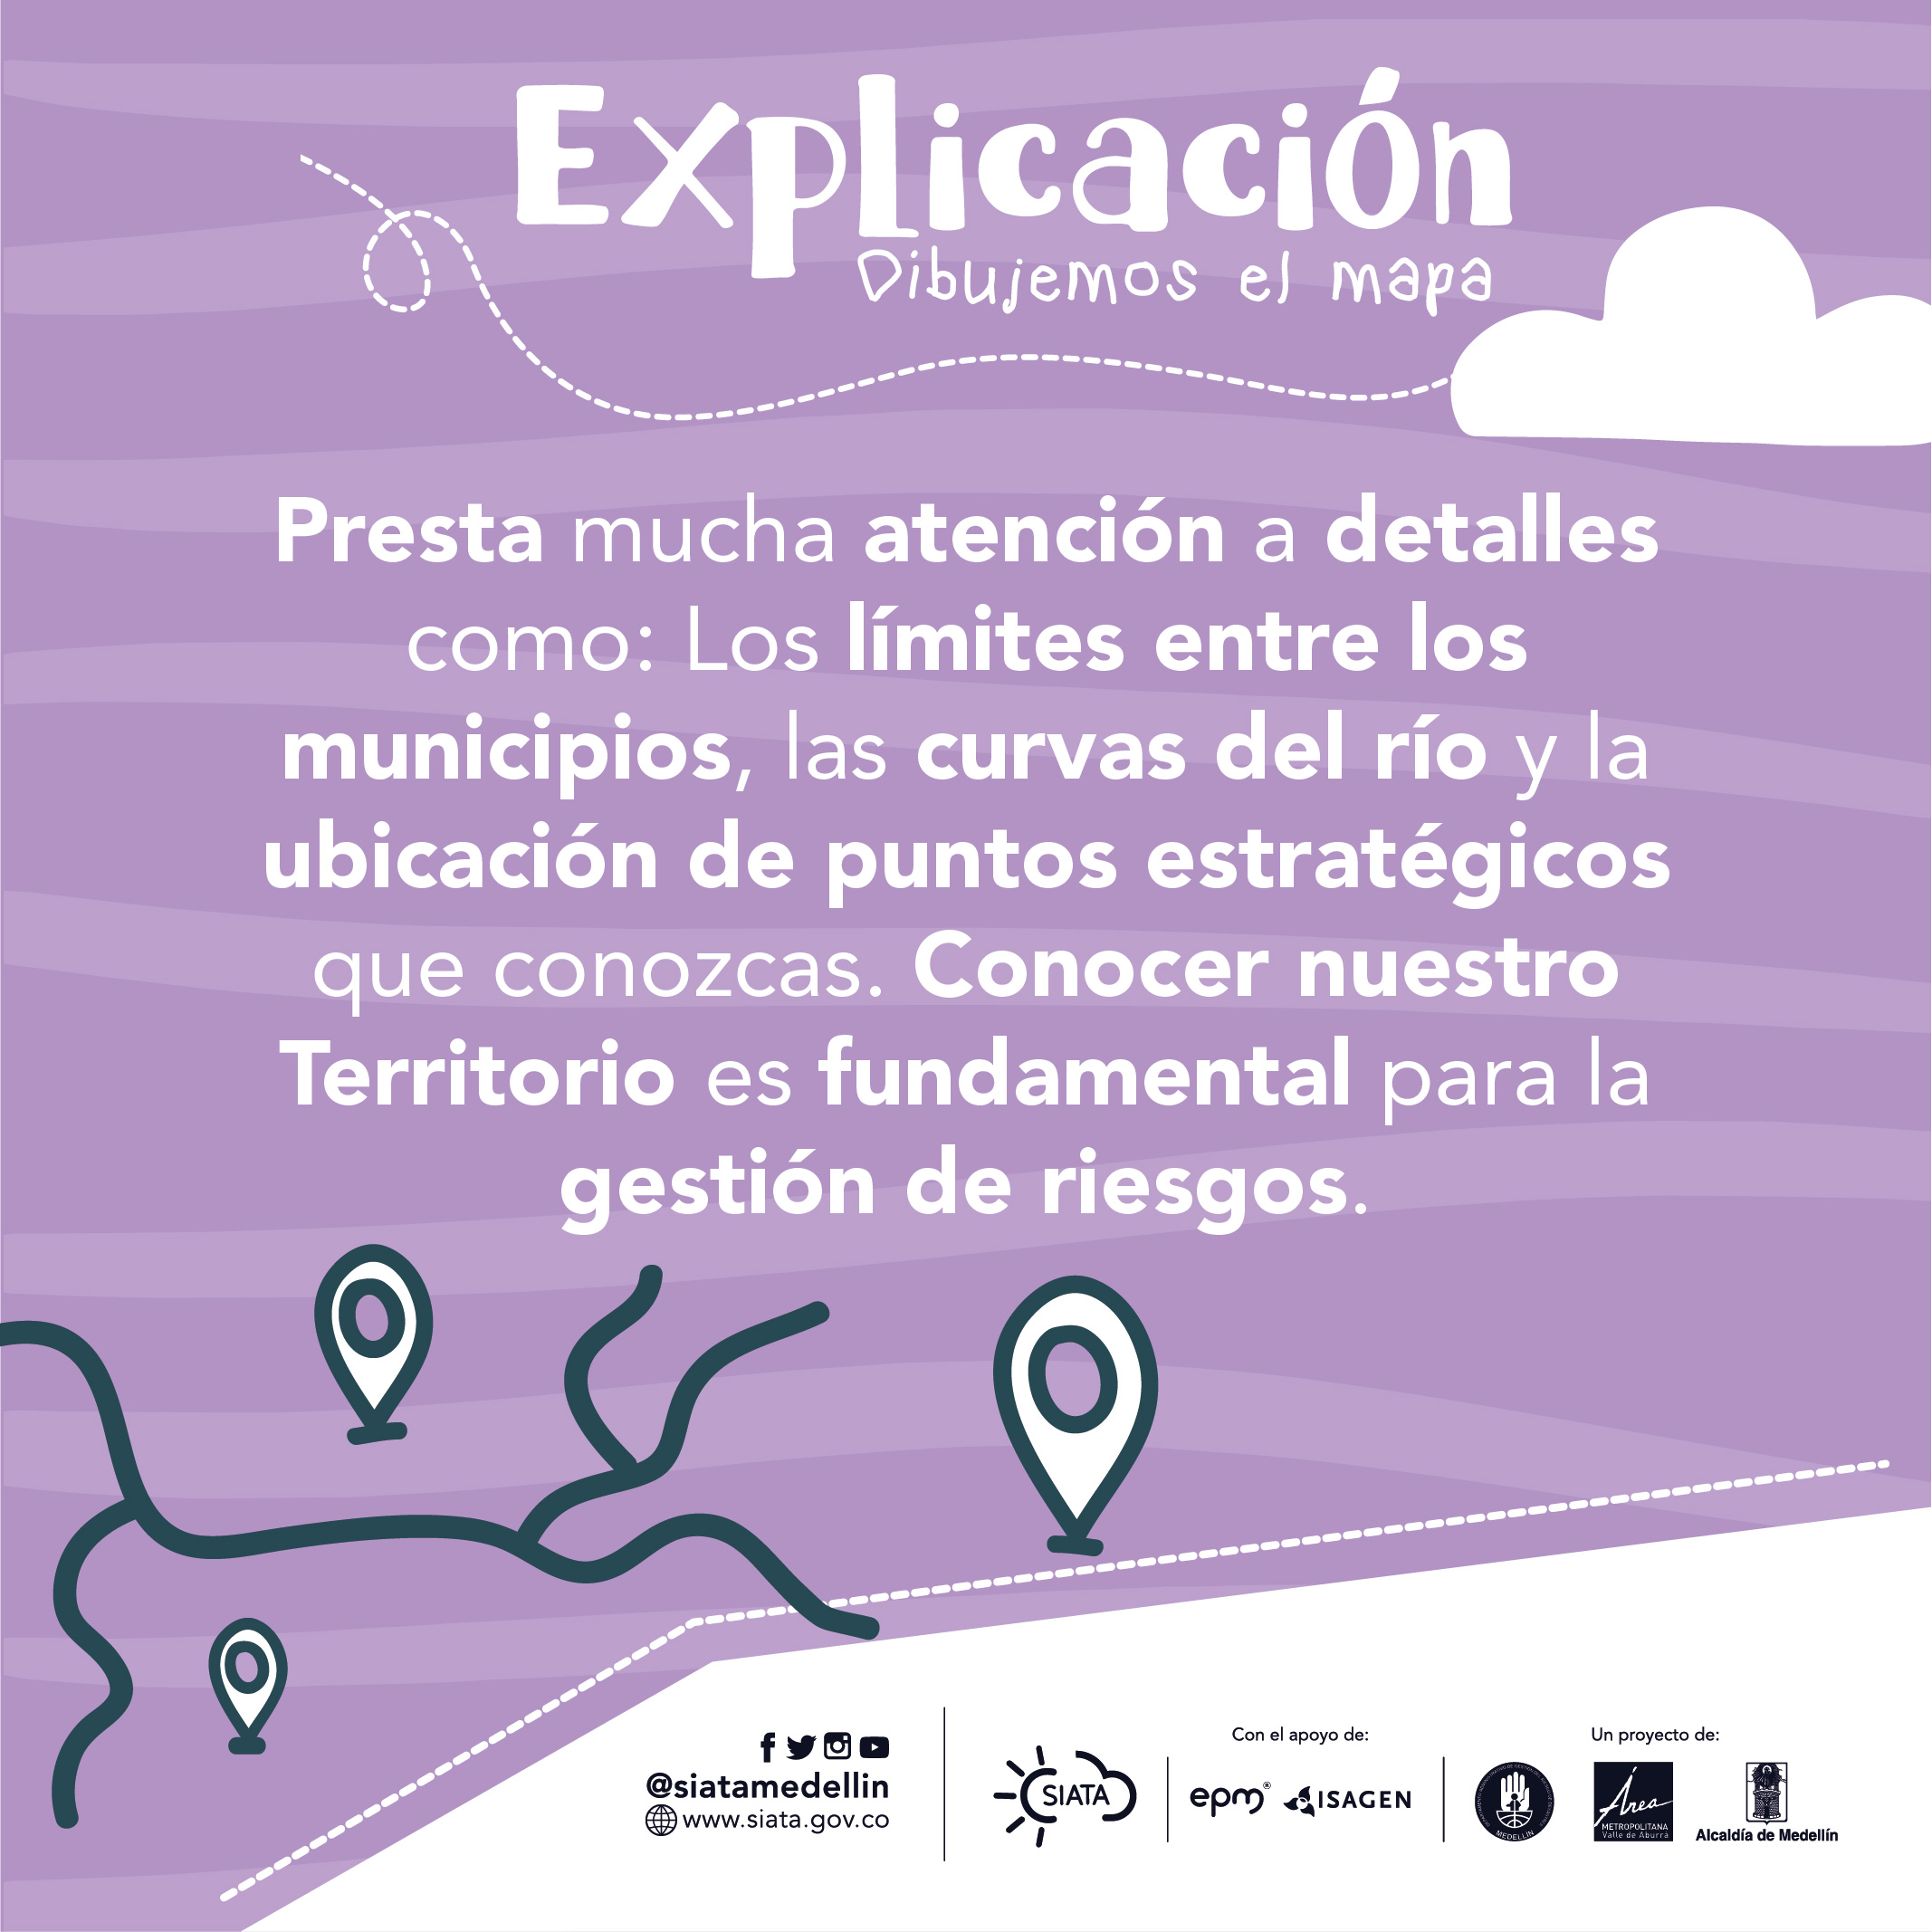 Explicación
Dibujemos el mapa
Presta mucha atención a detalles
como: Los límites entre los
municipios, las curvas del río y la
ubicación de puntos estratégicos
que conozcas. Conocer nuestro
Territorio es fundamental para la
gestión de riesgos.
@siatamedellin
www.siata.gov.co
SIATA
Con el apoyo de:
epm®
ISAGEN
Un proyecto de:
MEDELLÍN
Área
METROPOLITANA
Valle de Aburrá
Alcaldía de Medellín